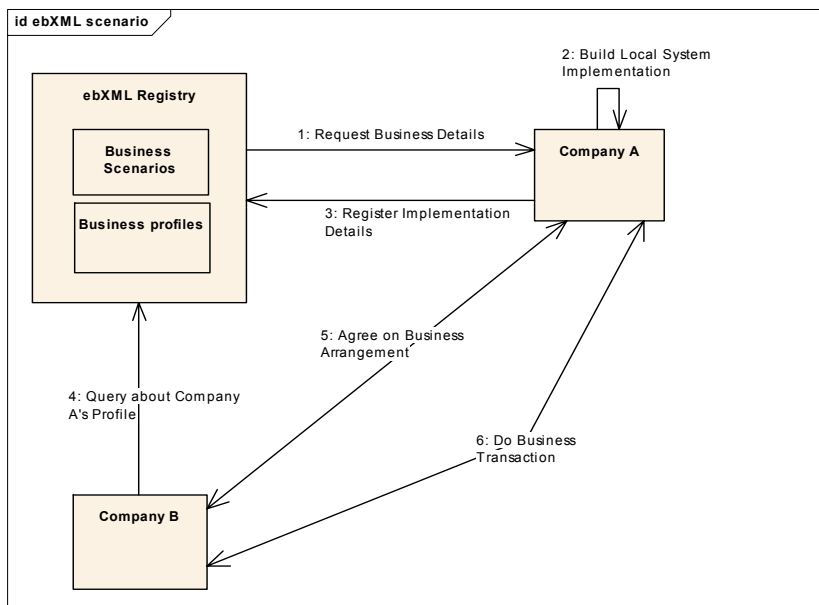 id ebXML scenario
2: Build Local System
Implementation
ebXML Registry
Business
Scenarios
Business profiles
1: Request Business Details
Company A
3: Register Implementation
Details
5: Agree on Business
Arrangement
4: Query about Company
A's Profile
6: Do Business
Transaction
Company B